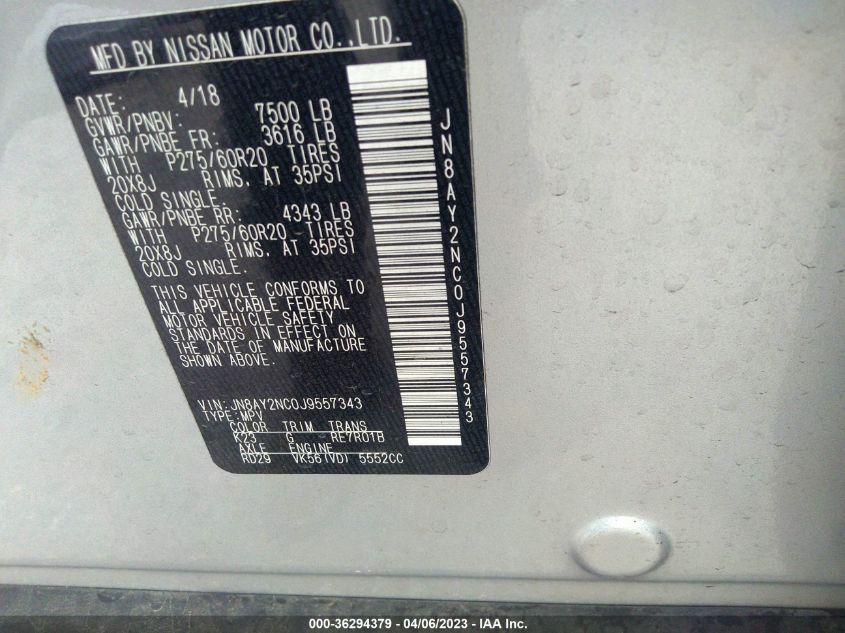 MFD BY NISSAN MOTOR CO.,LTD.
DATE: 4/18
GVWR/PNBV: 7500 LB
GAWR/PNBE FR: 3616 LB
WITH P275/60R20 TIRES
20X8J RIMS, AT 35PSI
COLD SINGLE.
GAWR/PNBE RR: 4343 LB
WITH P275/60R20 TIRES
20X8J RIMS, AT 35PSI
COLD SINGLE.
THIS VEHICLE CONFORMS TO
ALL APPLICABLE FEDERAL
MOTOR VEHICLE SAFETY
STANDARDS IN EFFECT ON
THE DATE OF MANUFACTURE
SHOWN ABOVE.
VIN:JN8AY2NC0J9557343
TYPE:MPV
COLOR TRIM TRANS
K23 G RE7R01B
AXLE ENGINE
RD29 VK56(VD) 5552CC
JN8AY2NC0J9557343
000-36294379 - 04/06/2023 - IAA Inc.